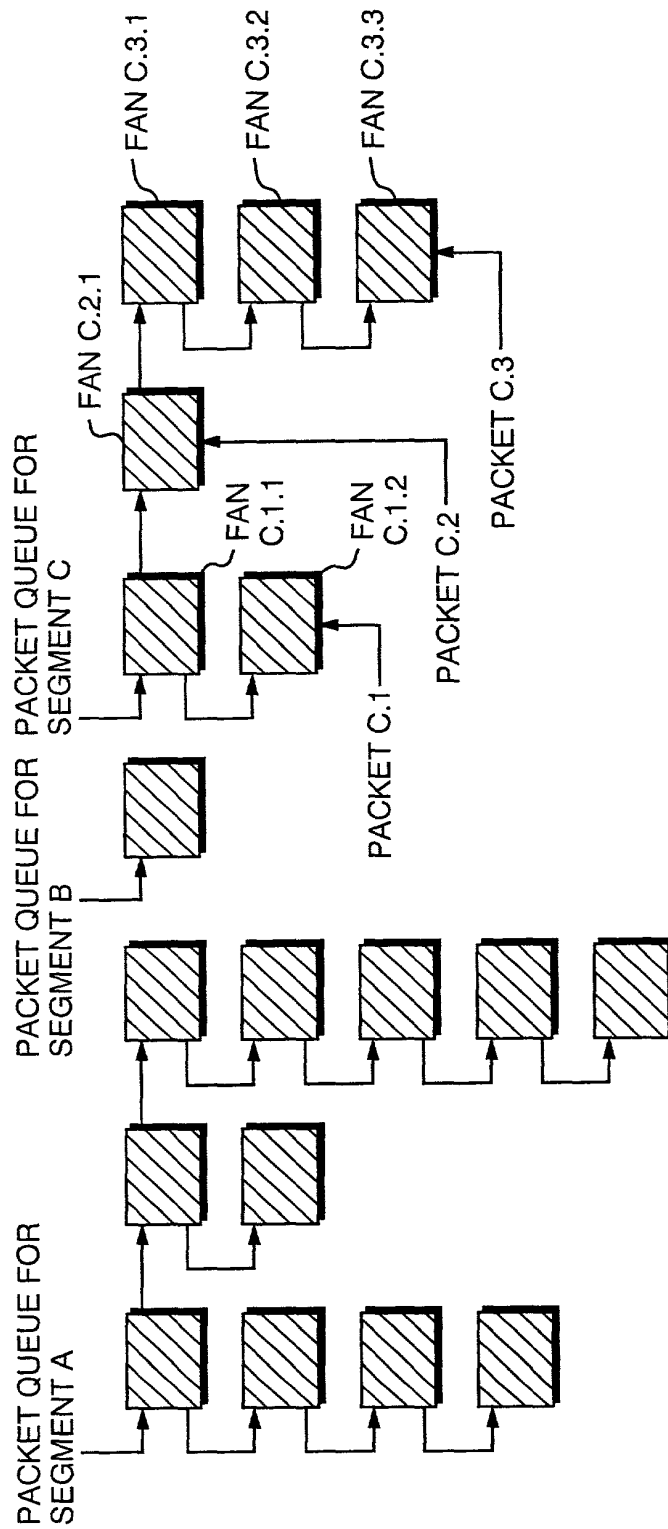 PACKET QUEUE FOR
SEGMENT A
PACKET QUEUE FOR
SEGMENT B
PACKET QUEUE FOR
SEGMENT C
FAN C.2.1
FAN C.3.1
FAN C.3.2
FAN C.3.3
FAN
C.1.1
FAN
C.1.2
PACKET C.1
PACKET C.2
PACKET C.3